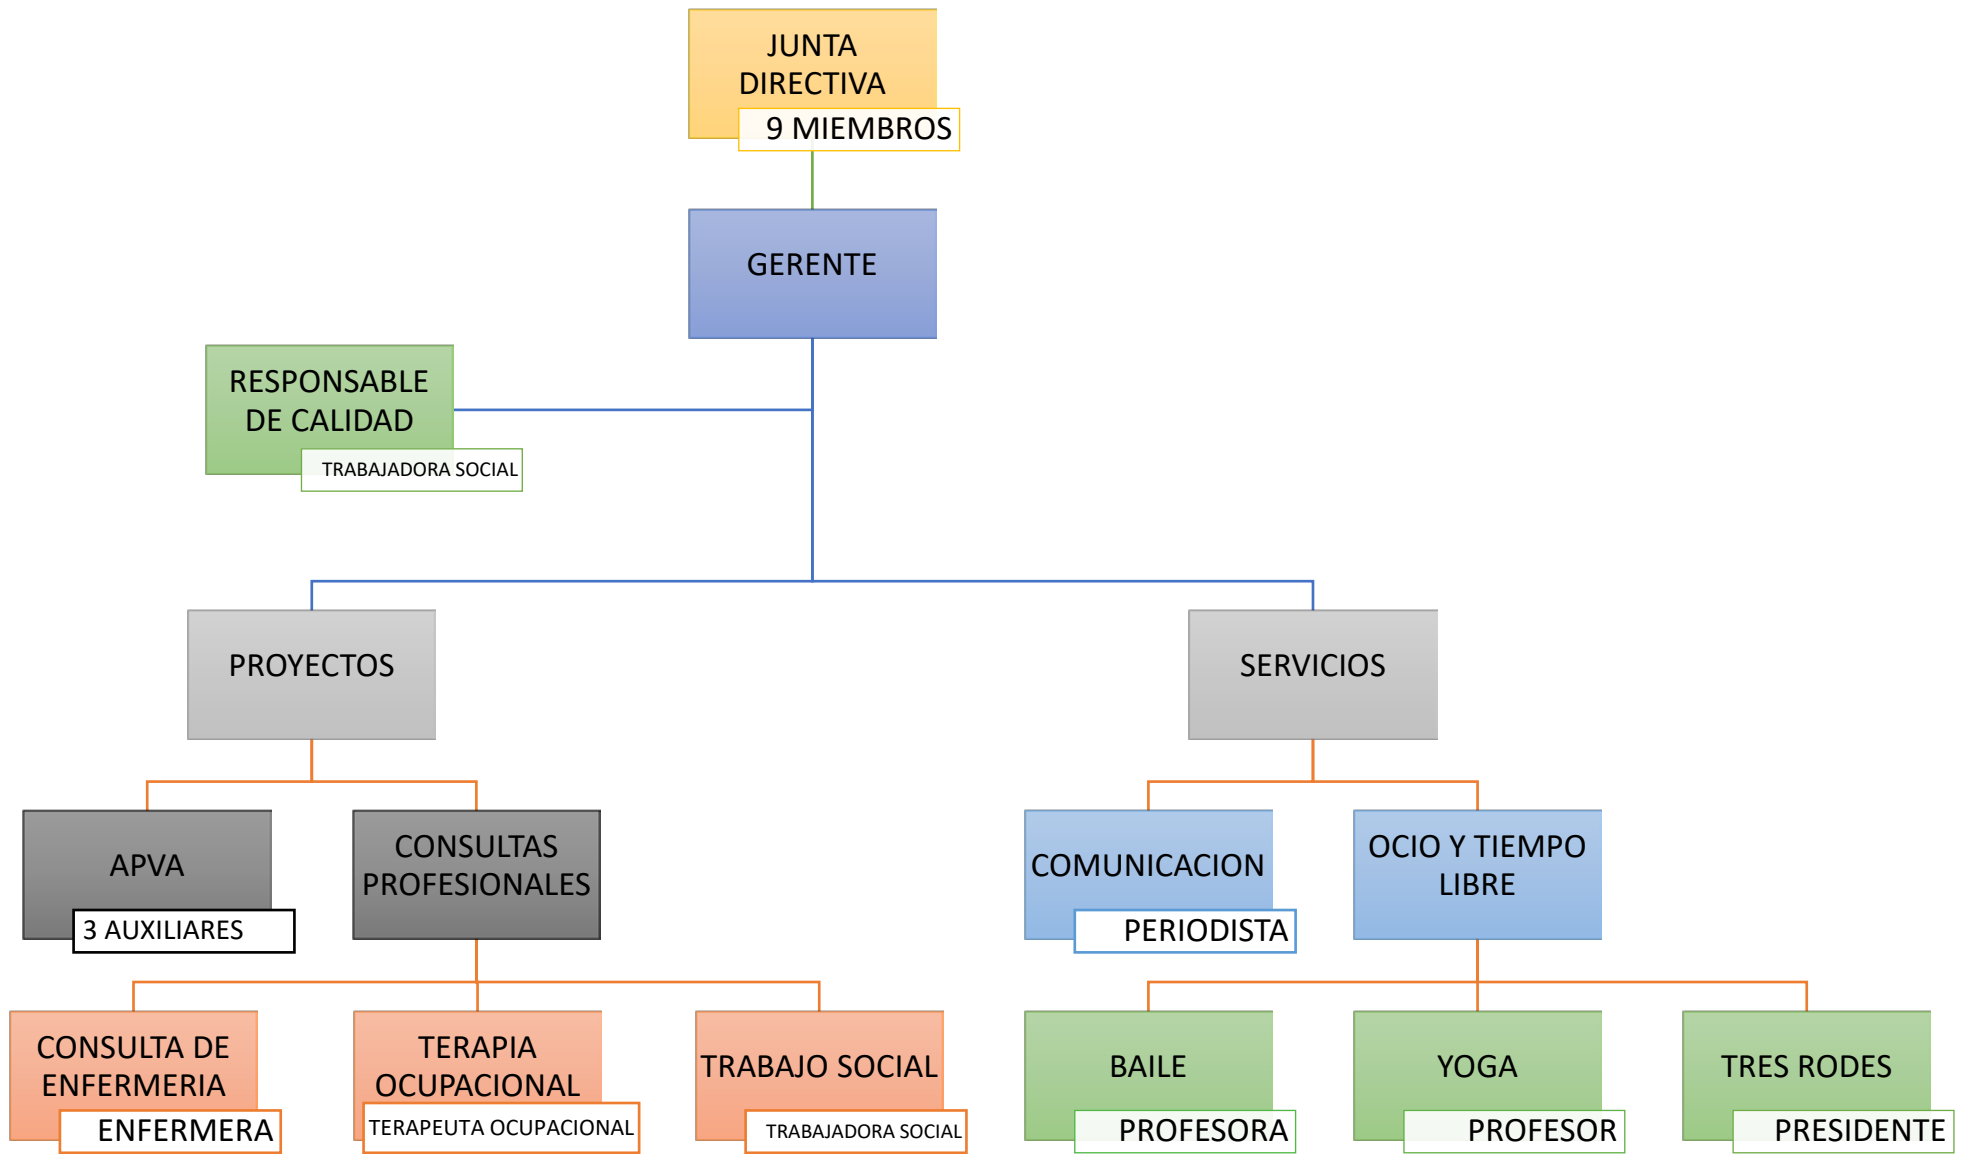 JUNTA
DIRECTIVA
9 MIEMBROS
GERENTE
RESPONSABLE
DE CALIDAD
TRABAJADORA SOCIAL
PROYECTOS
SERVICIOS
APVA
3 AUXILIARES
CONSULTAS
PROFESIONALES
COMUNICACION
PERIODISTA
OCIO Y TIEMPO
LIBRE
CONSULTA DE
ENFERMERIA
ENFERMERA
TERAPIA
OCUPACIONAL
TERAPEUTA OCUPACIONAL
TRABAJO SOCIAL
TRABAJADORA SOCIAL
BAILE
PROFESORA
YOGA
PROFESOR
TRES RODES
PRESIDENTE